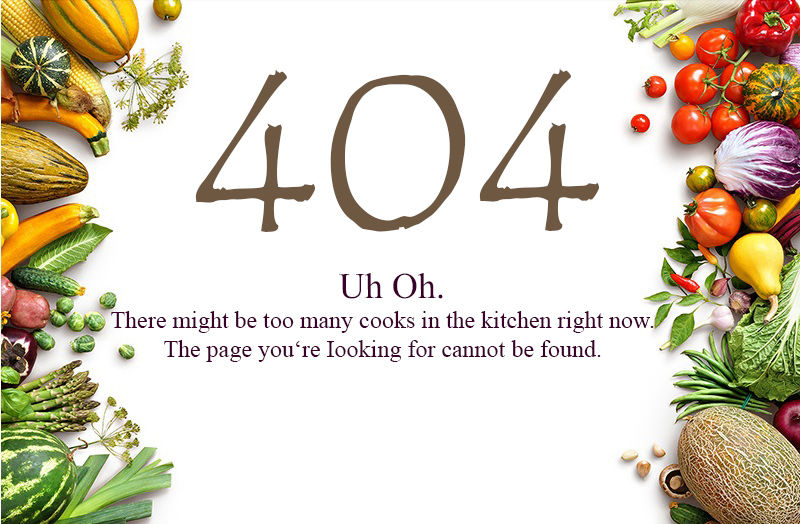 404
Uh Oh.
There might be too many cooks in the kitchen right now.
The page you‘re looking for cannot be found.